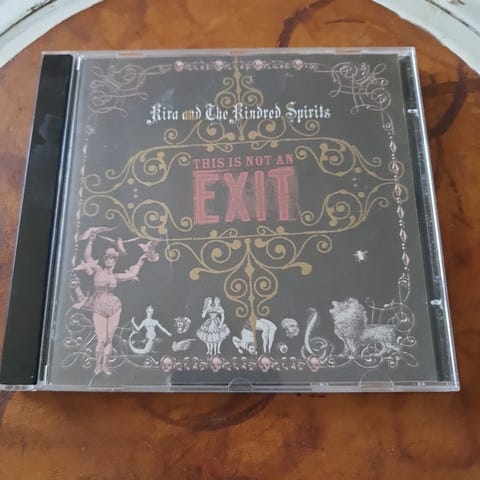 Kira and The Kindred Spirits
THIS IS NOT AN
EXIT